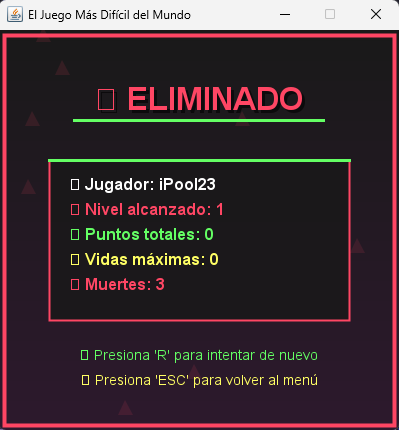 El Juego Más Difícil del Mundo
ELIMINADO
Jugador: iPool23
Nivel alcanzado: 1
Puntos totales: 0
Vidas máximas: 0
Muertes: 3
Presiona 'R' para intentar de nuevo
Presiona 'ESC' para volver al menú